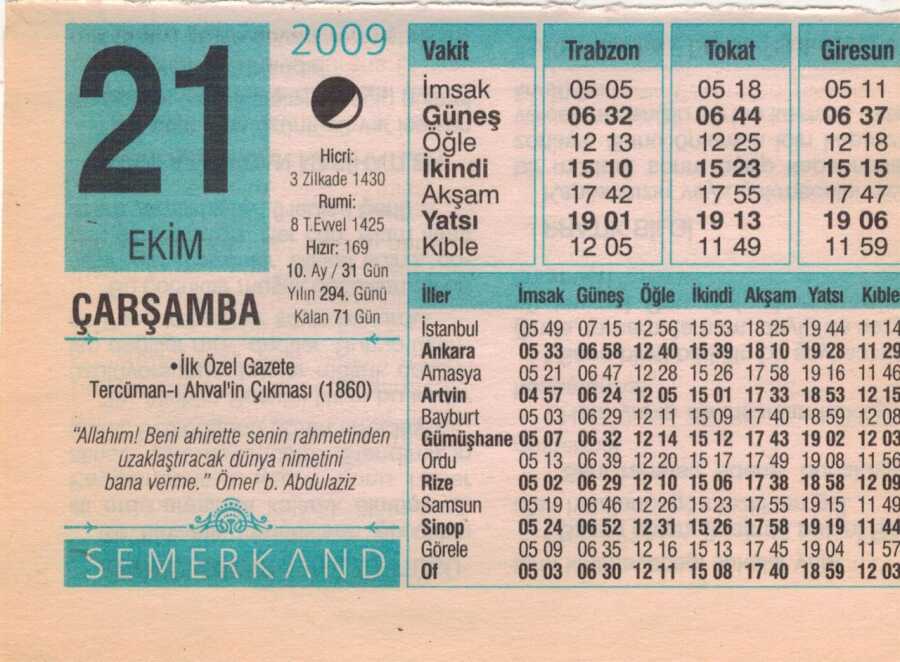 2009
21
EKİM
ÇARŞAMBA
Hicri:
3 Zilkade 1430
Rumi:
8 T.Evvel 1425
Hızır: 169
10. Ay / 31 Gün
Yılın 294. Günü
Kalan 71 Gün
•İlk Özel Gazete
Tercüman-ı Ahval'in Çıkması (1860)
"Allahım! Beni ahirette senin rahmetinden
uzaklaştıracak dünya nimetini
bana verme." Ömer b. Abdulaziz
SEMERKAND
Vakit Trabzon Tokat Giresun
İmsak 05 05 05 18 05 11
Güneş 06 32 06 44 06 37
Öğle 12 13 12 25 12 18
İkindi 15 10 15 23 15 15
Akşam 17 42 17 55 17 47
Yatsı 19 01 19 13 19 06
Kıble 12 05 11 49 11 59
İller İmsak Güneş Öğle İkindi Akşam Yatsı Kıble
İstanbul 05 49 07 15 12 56 15 53 18 25 19 44 11 14
Ankara 05 33 06 58 12 40 15 39 18 10 19 28 11 29
Amasya 05 21 06 47 12 28 15 26 17 58 19 16 11 46
Artvin 04 57 06 24 12 05 15 01 17 33 18 53 12 15
Bayburt 05 03 06 29 12 11 15 09 17 40 18 59 12 08
Gümüşhane 05 07 06 32 12 14 15 12 17 43 19 02 12 03
Ordu 05 13 06 39 12 20 15 17 17 49 19 08 11 56
Rize 05 02 06 29 12 10 15 06 17 38 18 58 12 09
Samsun 05 19 06 46 12 26 15 23 17 55 19 15 11 49
Sinop 05 24 06 52 12 31 15 26 17 58 19 19 11 44
Görele 05 09 06 35 12 16 15 13 17 45 19 04 11 57
Of 05 03 06 30 12 11 15 08 17 40 18 59 12 03